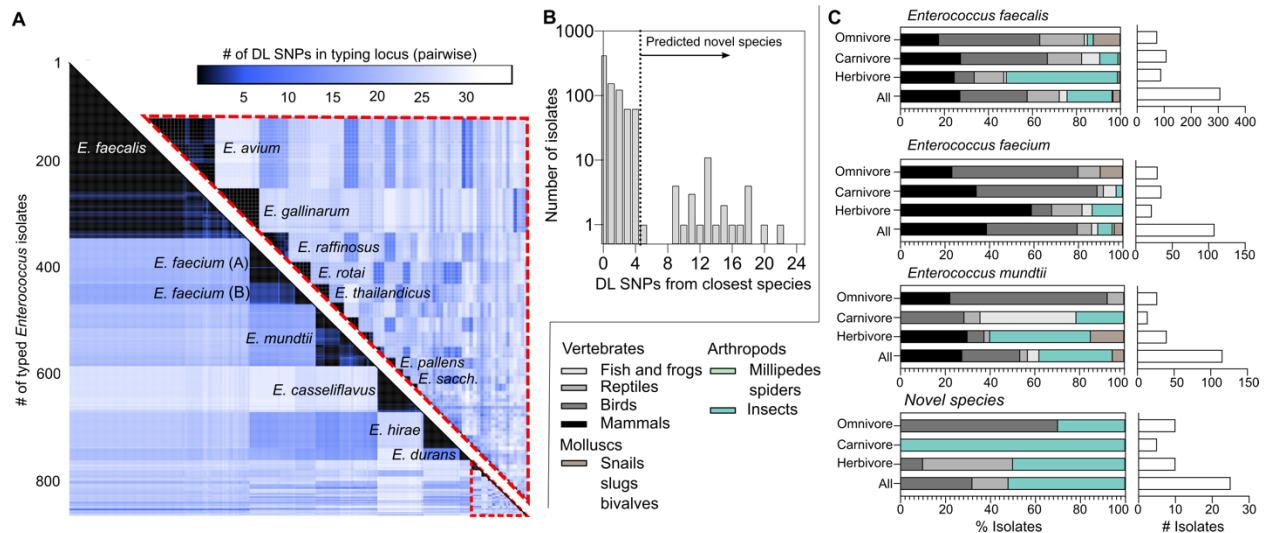 A
# of DL SNPs in typing locus (pairwise)
5 10 15 20 25 30
1
200
400
600
800
# of typed Enterococcus isolates
E. faecalis
E. avium
E. gallinarum
E. raffinosus
E. faecium (A)
E. rotai
E. faecium (B)
E. thailandicus
E. mundtii
E. pallens
E. sacch.
E. casseliflavus
E. hirae
E. durans
B
Number of isolates
1000
100
10
1
Predicted novel species
0 4 8 12 16 20 24
DL SNPs from closest species
Vertebrates
Fish and frogs
Reptiles
Birds
Mammals
Molluscs
Snails
slugs
bivalves
Arthropods
Millipedes
spiders
Insects
C
Enterococcus faecalis
Omnivore
Carnivore
Herbivore
All
0 20 40 60 80 100
0 100 200 300 400
Enterococcus faecium
Omnivore
Carnivore
Herbivore
All
0 20 40 60 80 100
0 50 100 150
Enterococcus mundtii
Omnivore
Carnivore
Herbivore
All
0 20 40 60 80 100
0 50 100 150
Novel species
Omnivore
Carnivore
Herbivore
All
0 20 40 60 80 100
0 10 20 30
% Isolates
# Isolates